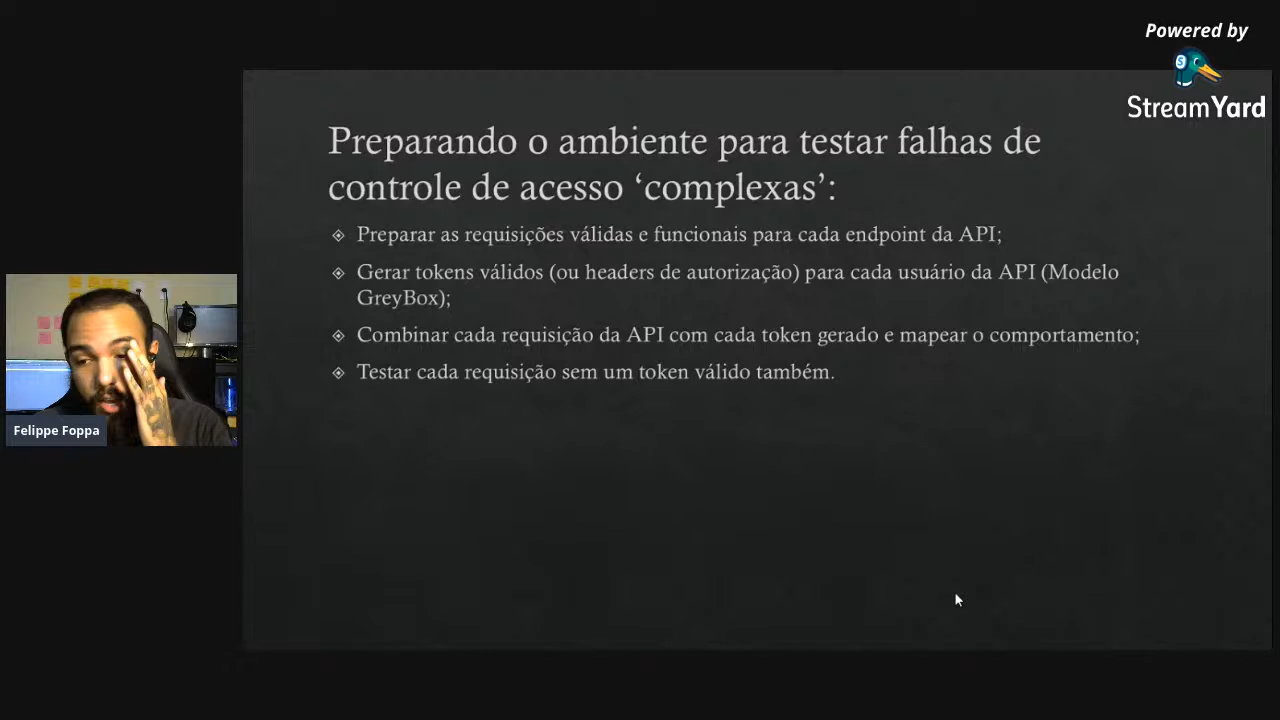 Powered by
StreamYard
Preparando o ambiente para testar falhas de
controle de acesso ‘complexas’:
Preparar as requisições válidas e funcionais para cada endpoint da API;
Gerar tokens válidos (ou headers de autorização) para cada usuário da API (Modelo
GreyBox);
Combinar cada requisição da API com cada token gerado e mapear o comportamento;
Testar cada requisição sem um token válido também.
Felippe Foppa